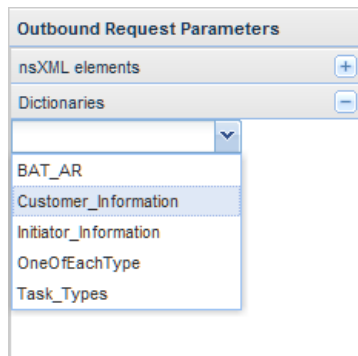 Outbound Request Parameters
nsXML elements
Dictionaries
BAT_AR
Customer_Information
Initiator_Information
OneOfEachType
Task_Types